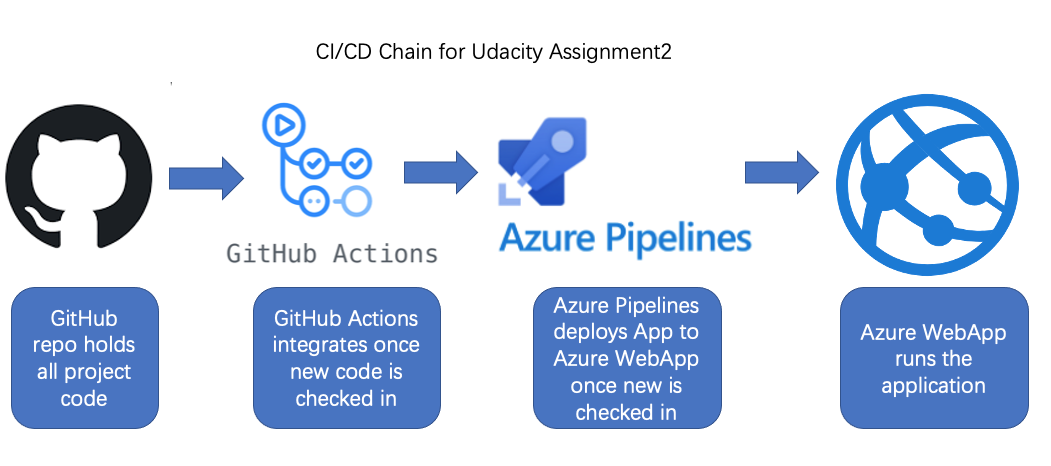 CI/CD Chain for Udacity Assignment2
GitHub Actions
Azure Pipelines
GitHub
repo holds
all project
code
GitHub Actions
integrates once
new code is
checked in
Azure Pipelines
deploys App to
Azure WebApp
once new is
checked in
Azure WebApp
runs the
application